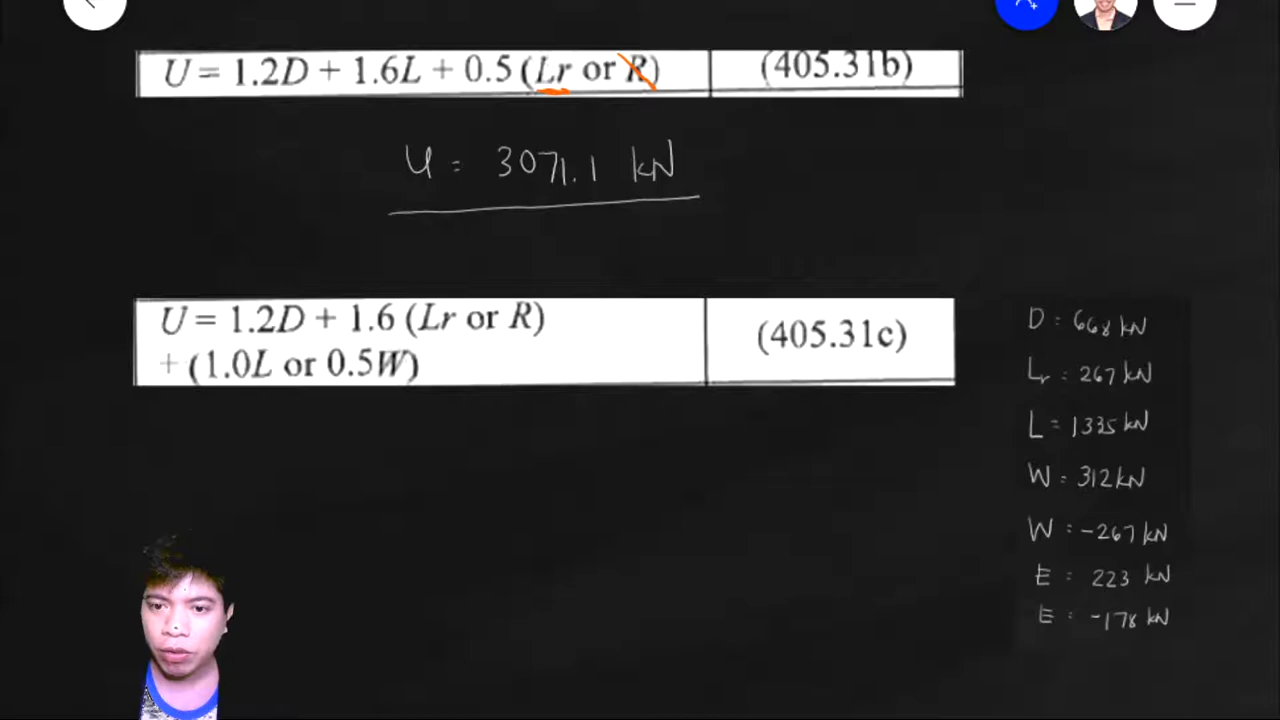 U = 1.2D + 1.6L + 0.5 (Lr or R) (405.31b)
U = 3071.1 kN
U = 1.2D + 1.6 (Lr or R)
+ (1.0L or 0.5W)
(405.31c)
D : 668 kN
Lr : 267 kN
L = 1335 kN
W : 312 kN
W : -267 kN
E : 223 kN
E : -178 kN